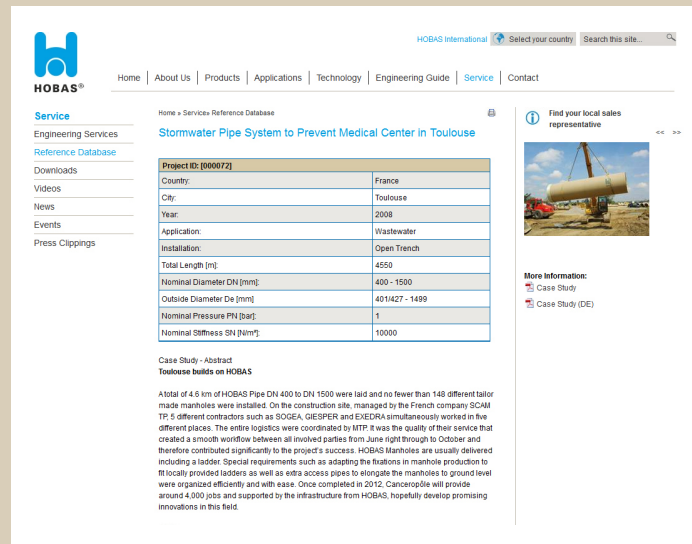 HOBAS International Select your country Search this site...
HOBAS®
Home About Us Products Applications Technology Engineering Guide Service Contact
Service
Engineering Services
Reference Database
Downloads
Videos
News
Events
Press Clippings
Home » Service» Reference Database
Stormwater Pipe System to Prevent Medical Center in Toulouse
Project ID: [000072]
Country: France
City: Toulouse
Year: 2008
Application: Wastewater
Installation: Open Trench
Total Length [m]: 4550
Nominal Diameter DN [mm]: 400 - 1500
Outside Diameter De [mm] 401/427 - 1499
Nominal Pressure PN [bar]: 1
Nominal Stiffness SN [N/m²]: 10000
Case Study - Abstract
Toulouse builds on HOBAS
A total of 4.6 km of HOBAS Pipe DN 400 to DN 1500 were laid and no fewer than 148 different tailor
made manholes were installed. On the construction site, managed by the French company SCAM
TP, 5 different contractors such as SOGEA, GIESPER and EXEDRA simultaneously worked in five
different places. The entire logistics were coordinated by MTP. It was the quality of their service that
created a smooth workflow between all involved parties from June right through to October and
therefore contributed significantly to the project's success. HOBAS Manholes are usually delivered
including a ladder. Special requirements such as adapting the fixations in manhole production to
fit locally provided ladders as well as extra access pipes to elongate the manholes to ground level
were organized efficiently and with ease. Once completed in 2012, Canceropôle will provide
around 4,000 jobs and supported by the infrastructure from HOBAS, hopefully develop promising
innovations in this field.
Find your local sales
representative
<< >>
More Information:
Case Study
Case Study (DE)